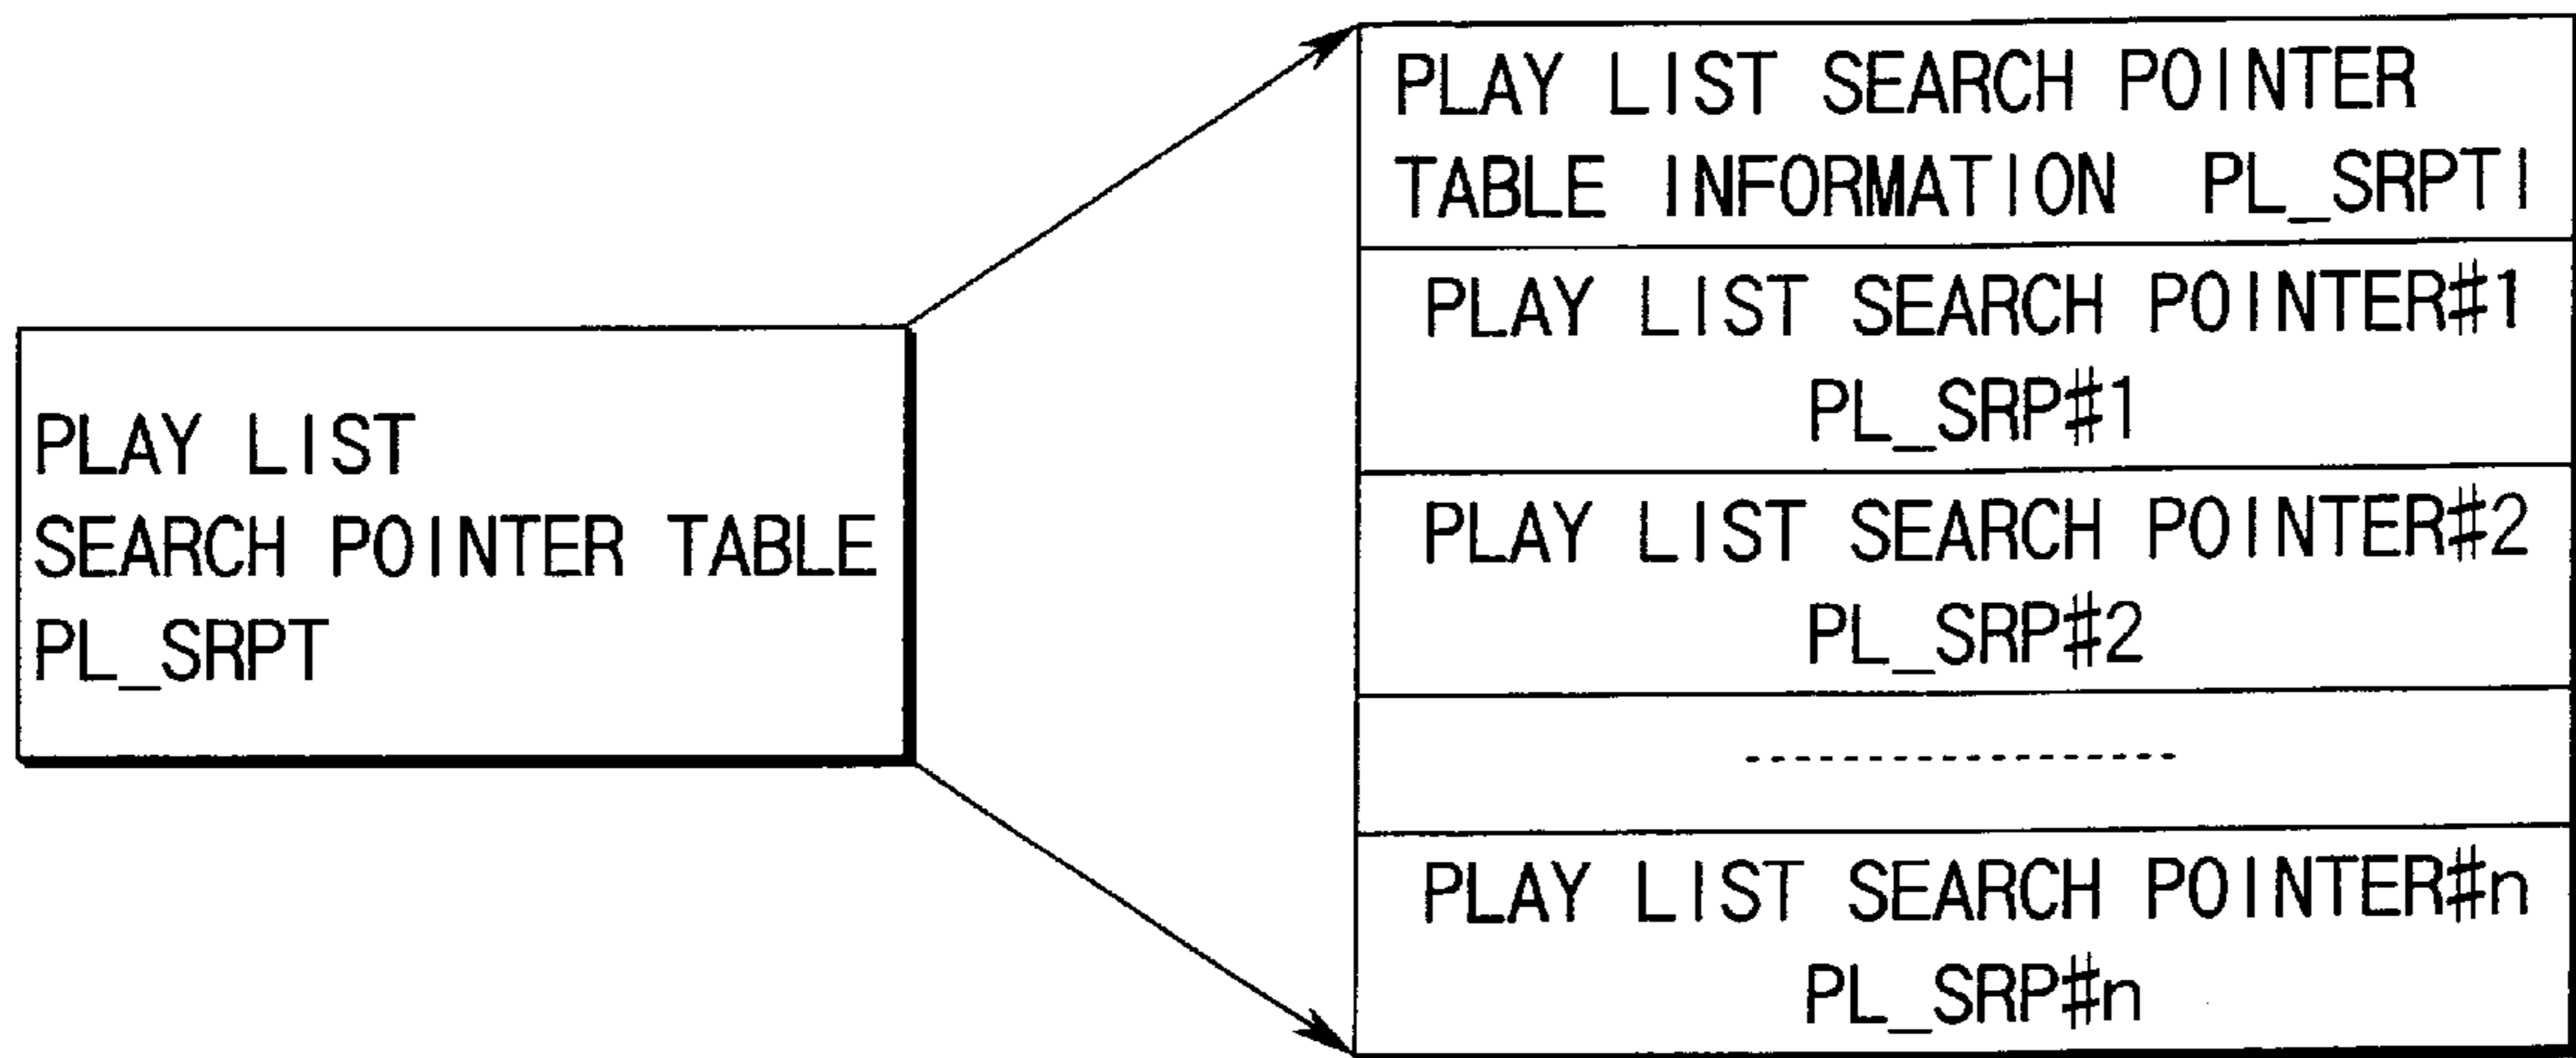 PLAY LIST
SEARCH POINTER TABLE
PL_SRPT
PLAY LIST SEARCH POINTER
TABLE INFORMATION PL_SRPTI
PLAY LIST SEARCH POINTER#1
PL_SRP#1
PLAY LIST SEARCH POINTER#2
PL_SRP#2
PLAY LIST SEARCH POINTER#n
PL_SRP#n